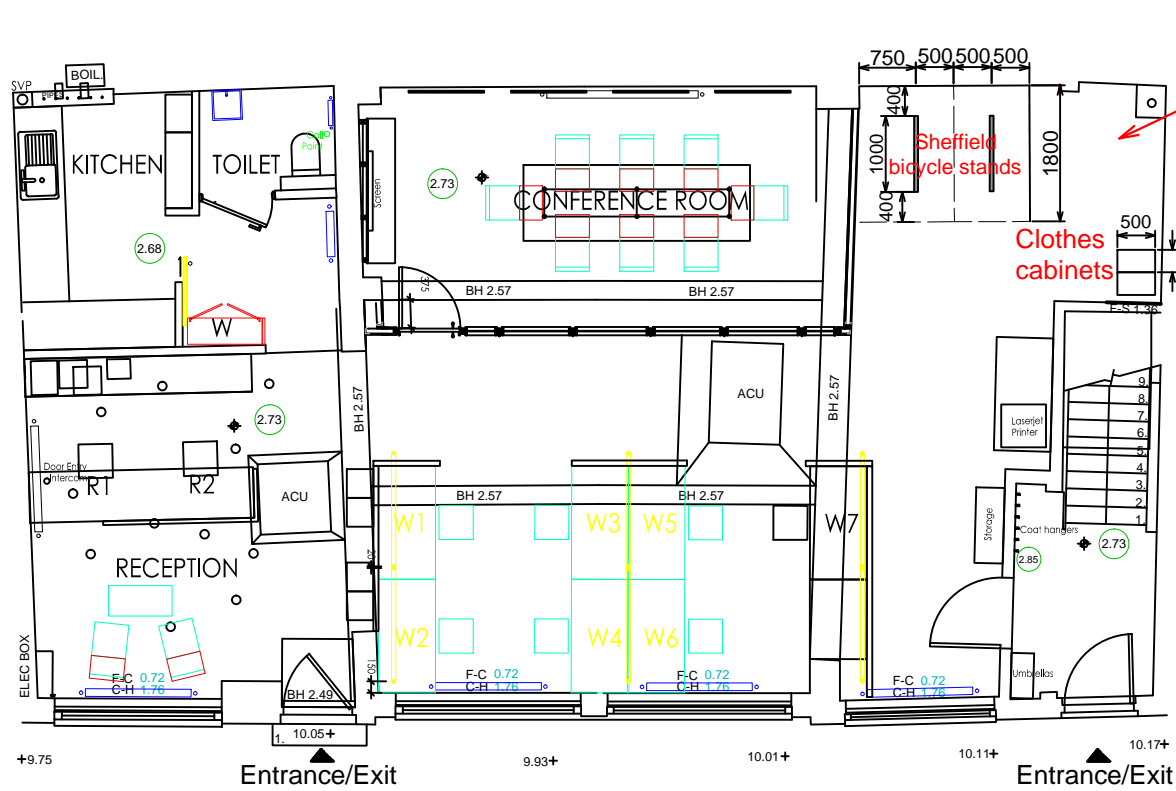 750 500 500 500
BOIL.
SVP
PIPES
400
1000
400
1800
Sheffield
bicycle stands
KITCHEN
TOILET
Call
Point
Screen
2.73
CONFERENCE ROOM
2.68
500
Clothes
cabinets
375
BH 2.57
BH 2.57
F-S 1.36
W
BH 2.57
BH 2.57
ACU
9.
8.
7.
6.
5.
4.
3.
2.
1.
Laserjet
Printer
2.73
Door Entry
Intercom
R1
R2
ACU
BH 2.57
BH 2.57
W1
W3
W5
W7
Storage
Coat hangers
2.73
2.85
RECEPTION
W2
W4
W6
150
ELEC BOX
F-C 0.72
C-H 1.76
BH 2.49
F-C 0.72
C-H 1.76
F-C 0.72
C-H 1.76
F-C 0.72
C-H 1.76
Umbrellas
1.
10.05
9.75
9.93
10.01
10.11
10.17
Entrance/Exit
Entrance/Exit